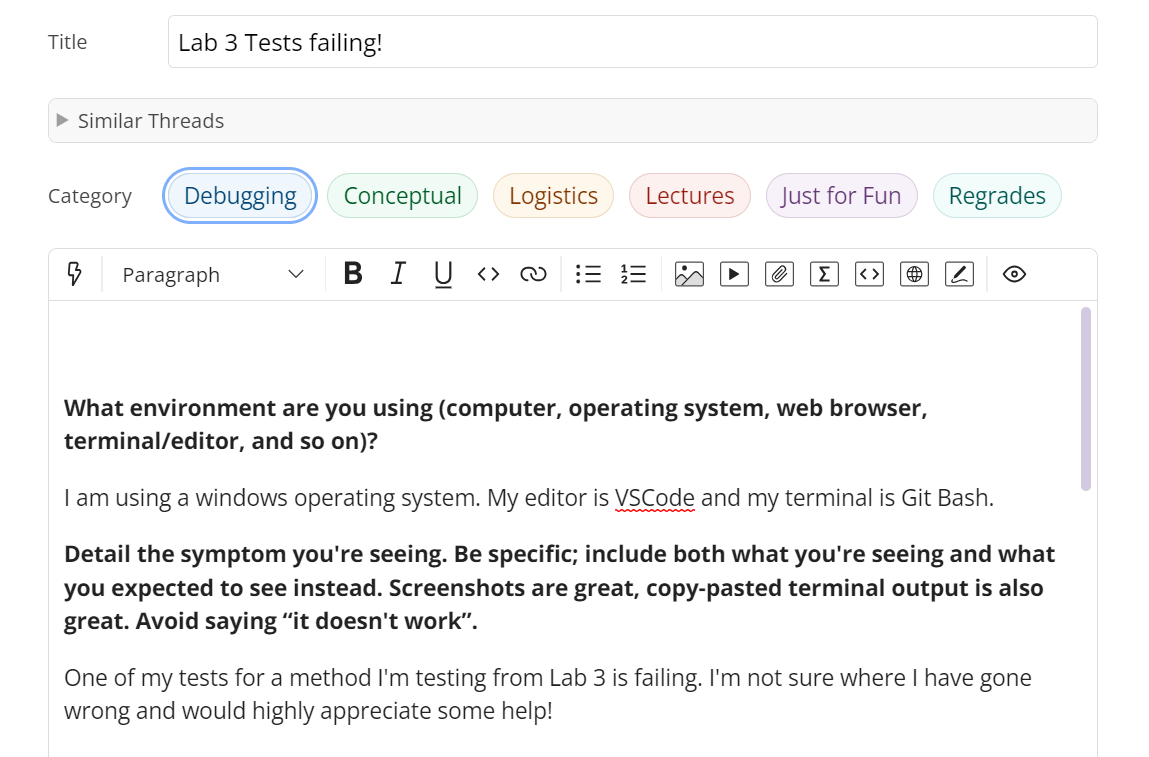 Title
Lab 3 Tests failing!
Similar Threads
Category
Debugging Conceptual Logistics Lectures Just for Fun Regrades
Paragraph B I U
What environment are you using (computer, operating system, web browser,
terminal/editor, and so on)?
I am using a windows operating system. My editor is VSCode and my terminal is Git Bash.
Detail the symptom you're seeing. Be specific; include both what you're seeing and what
you expected to see instead. Screenshots are great, copy-pasted terminal output is also
great. Avoid saying “it doesn't work”.
One of my tests for a method I'm testing from Lab 3 is failing. I'm not sure where I have gone
wrong and would highly appreciate some help!